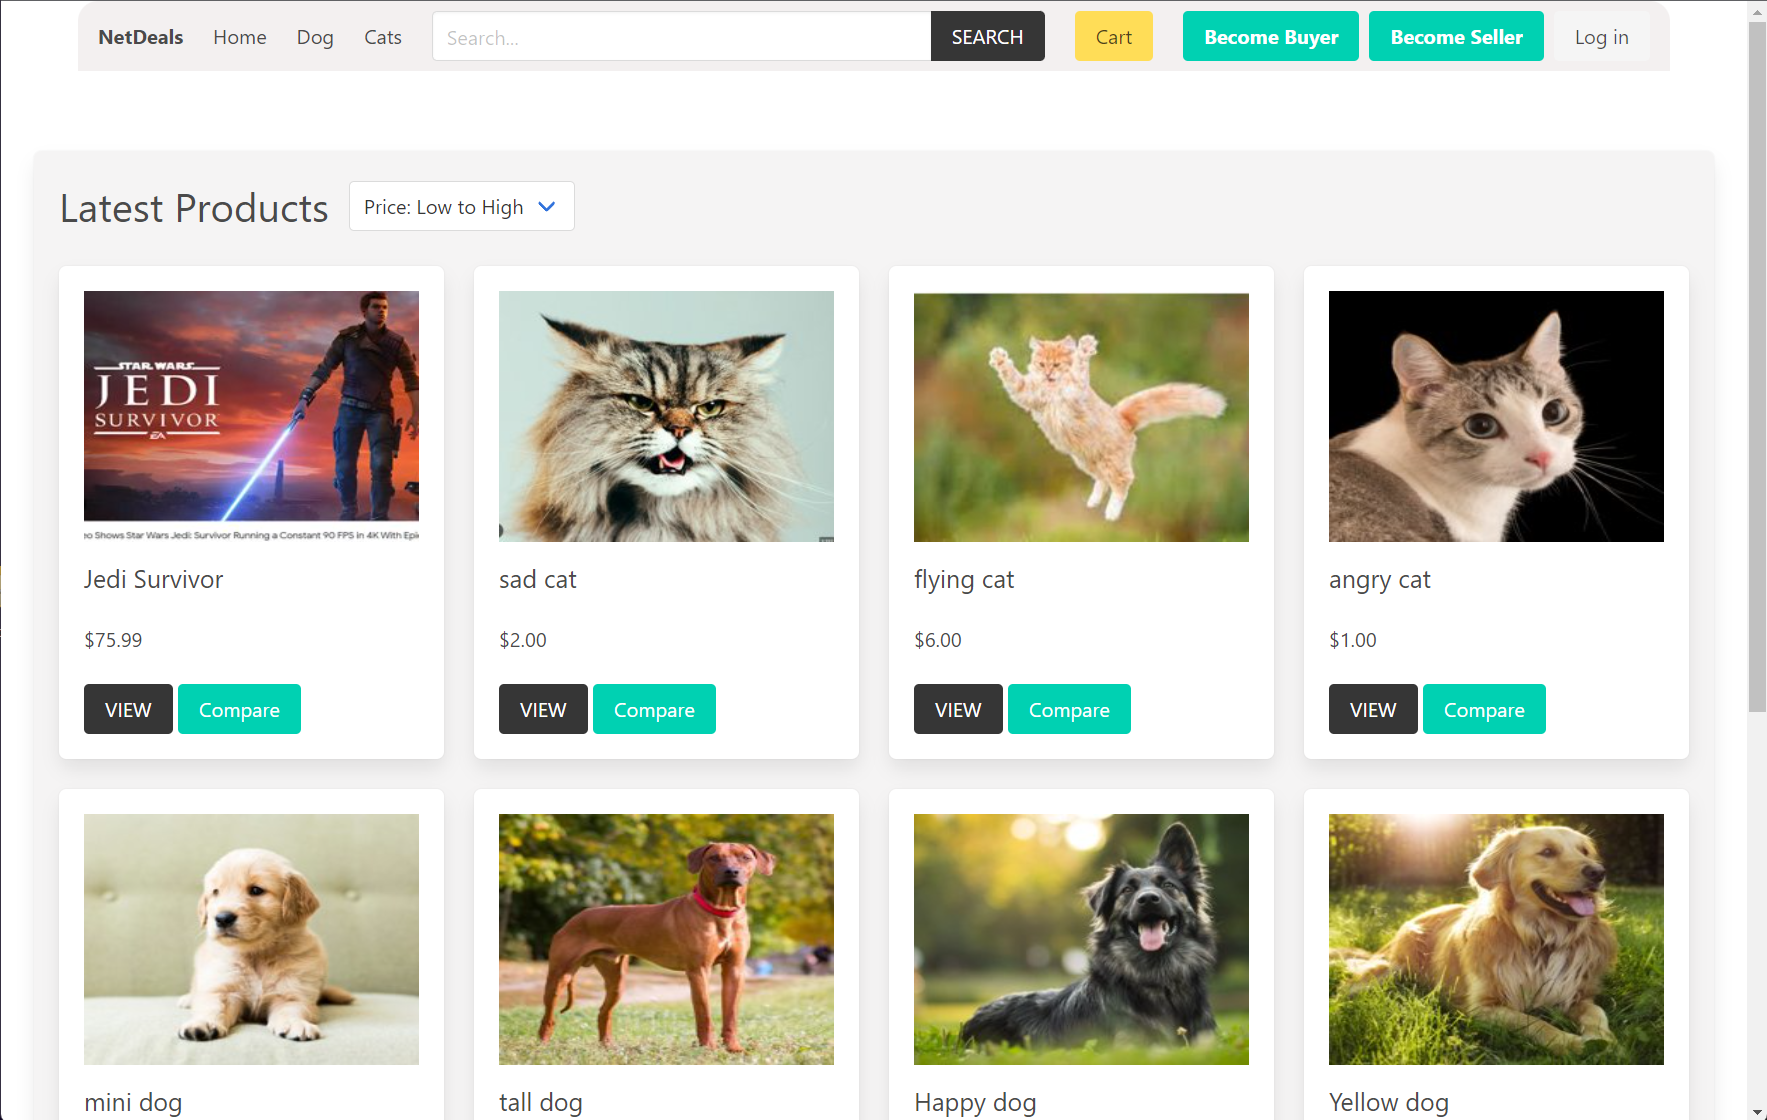 NetDeals Home Dog Cats Search... SEARCH Cart Become Buyer Become Seller Log in
Latest Products Price: Low to High
STAR WARS
JEDI
SURVIVOR
EA
eo Shows Star Wars Jedi: Survivor Running a Constant 90 FPS in 4K With Epi
Jedi Survivor sad cat flying cat angry cat
$75.99 $2.00 $6.00 $1.00
VIEW Compare VIEW Compare VIEW Compare VIEW Compare
mini dog tall dog Happy dog Yellow dog